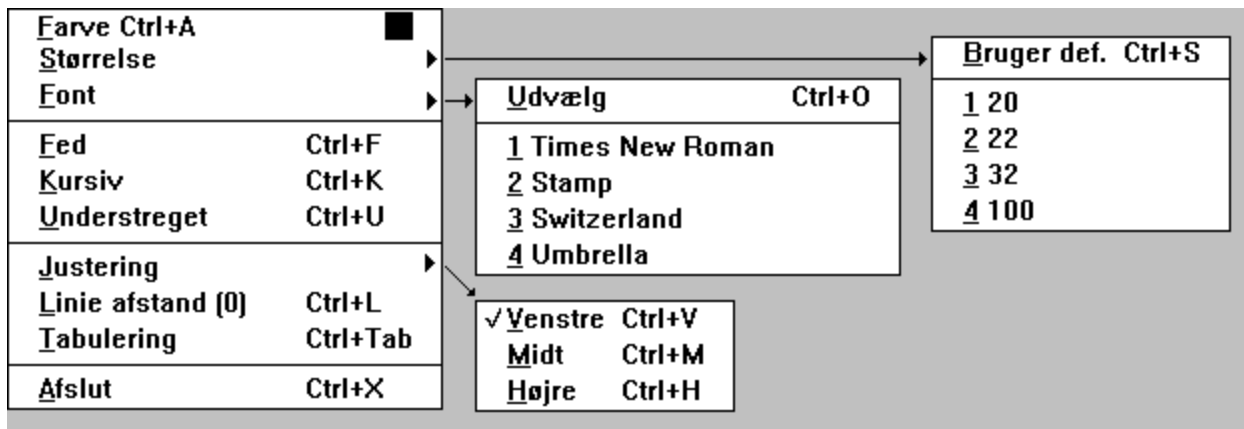 Farve Ctrl+A
Størrelse
Font
Fed Ctrl+F
Kursiv Ctrl+K
Understreget Ctrl+U
Justering
Linie afstand (0) Ctrl+L
Tabulering Ctrl+Tab
Afslut Ctrl+X
Udvælg Ctrl+O
1 Times New Roman
2 Stamp
3 Switzerland
4 Umbrella
✓Venstre Ctrl+V
Midt Ctrl+M
Højre Ctrl+H
Bruger def. Ctrl+S
1 20
2 22
3 32
4 100